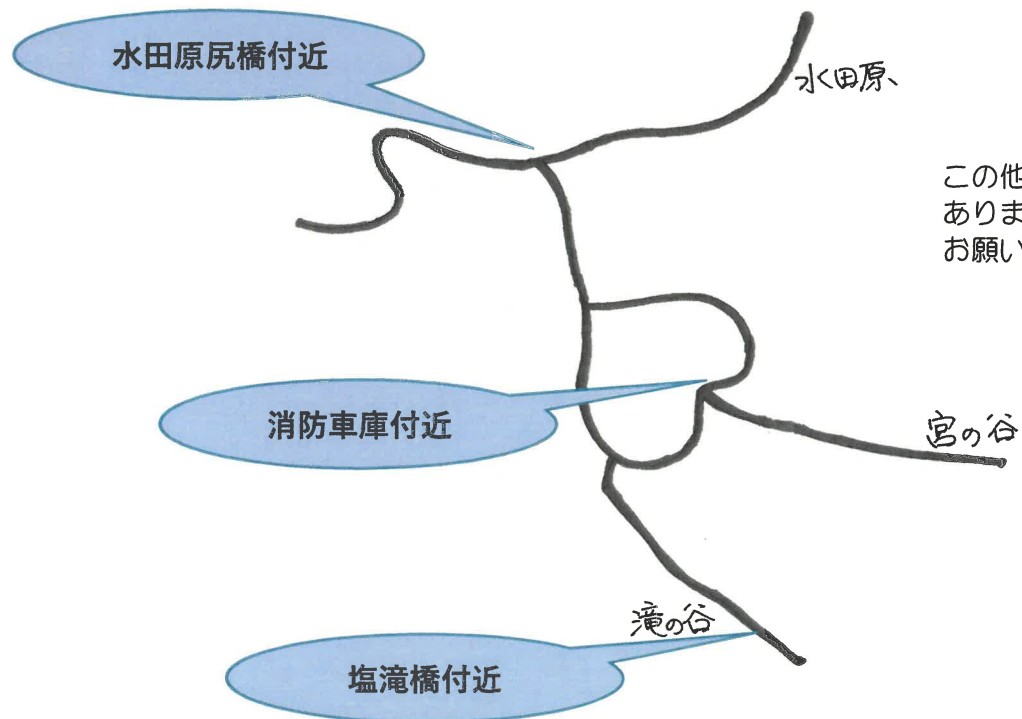 水田原尻橋付近
水田原、
この他
ありま
お願い
消防車庫付近
宮の谷
滝の谷
塩滝橋付近